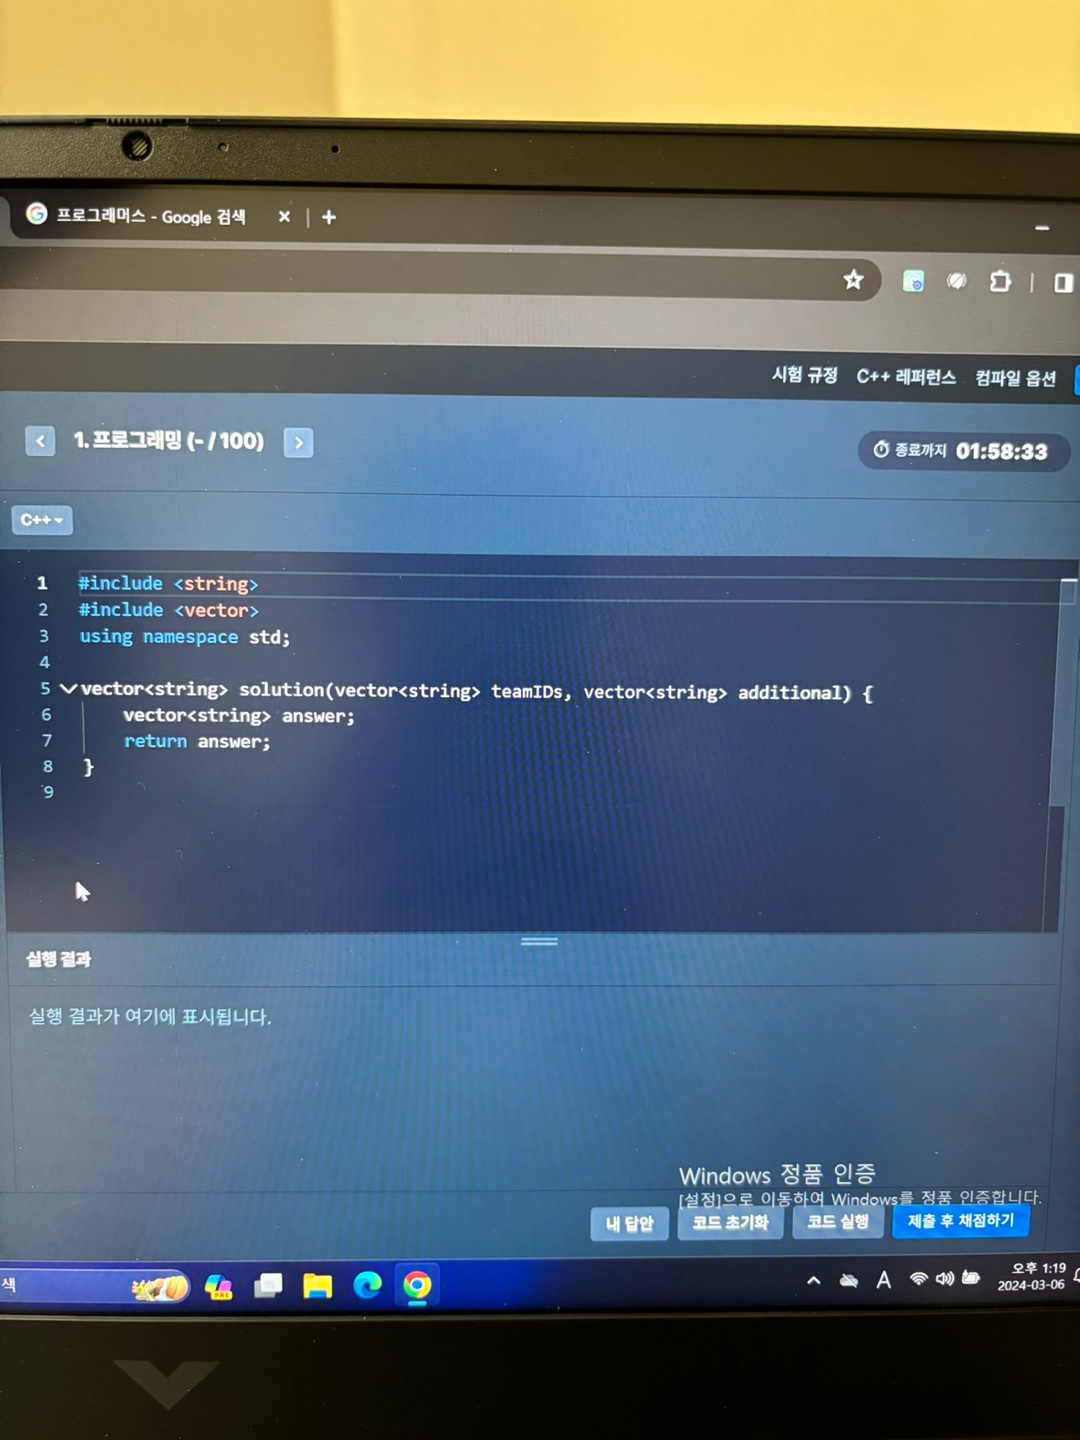 프로그래머스 - Google 검색
시험 규정 C++ 레퍼런스 컴파일 옵션
1. 프로그래밍 (- / 100)
종료까지 01:58:33
C++
1 #include <string>
2 #include <vector>
3 using namespace std;
4
5 vector<string> solution(vector<string> teamIDs, vector<string> additional) {
6 vector<string> answer;
7 return answer;
8 }
9
실행 결과
실행 결과가 여기에 표시됩니다.
Windows 정품 인증
[설정]으로 이동하여 Windows를 정품 인증합니다.
내 답안 코드 초기화 코드 실행 제출 후 채점하기
색 PRE A 오후 1:19
2024-03-06